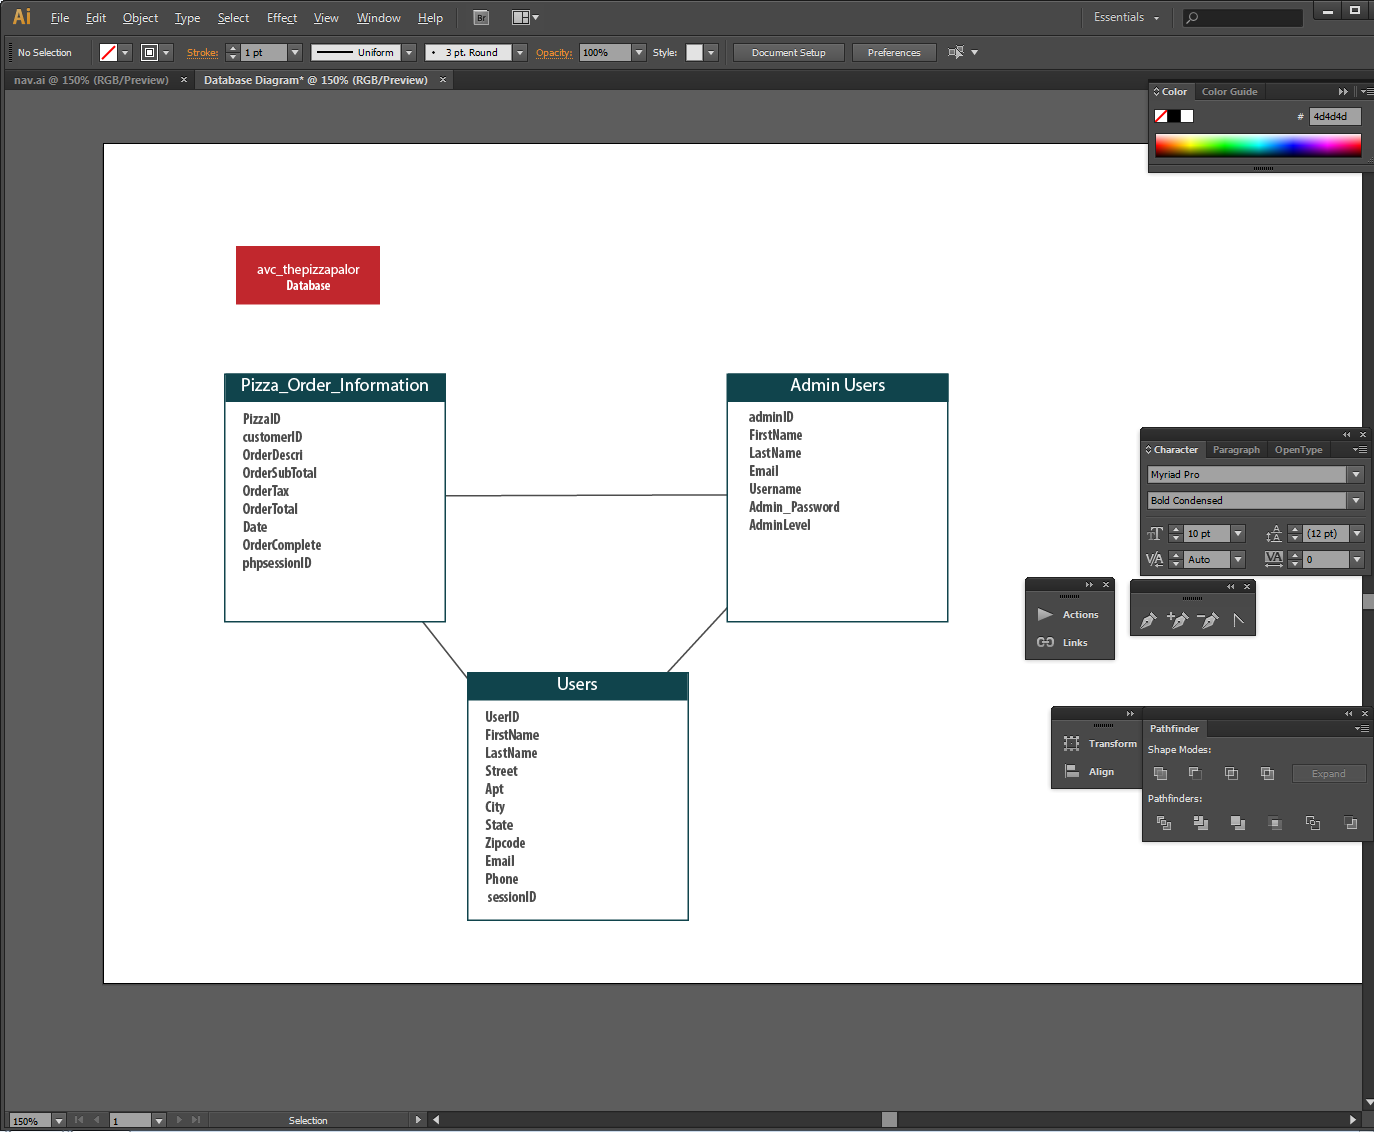 Ai File Edit Object Type Select Effect View Window Help Br Essentials
No Selection Stroke: 1 pt Uniform 3 pt. Round Opacity: 100% Style: Document Setup Preferences
nav.ai @ 150% (RGB/Preview) × Database Diagram* @ 150% (RGB/Preview) ×
Color Color Guide
# 4d4d4d
avc_thepizzapalor
Database
Pizza_Order_Information
PizzaID
customerID
OrderDescri
OrderSubTotal
OrderTax
OrderTotal
Date
OrderComplete
phpsessionID
Admin Users
adminID
FirstName
LastName
Email
Username
Admin_Password
AdminLevel
Users
UserID
FirstName
LastName
Street
Apt
City
State
Zipcode
Email
Phone
sessionID
Character Paragraph OpenType
Myriad Pro
Bold Condensed
10 pt (12 pt)
Auto 0
Actions
Links
Transform
Align
Pathfinder
Shape Modes:
Expand
Pathfinders:
150% 1 Selection